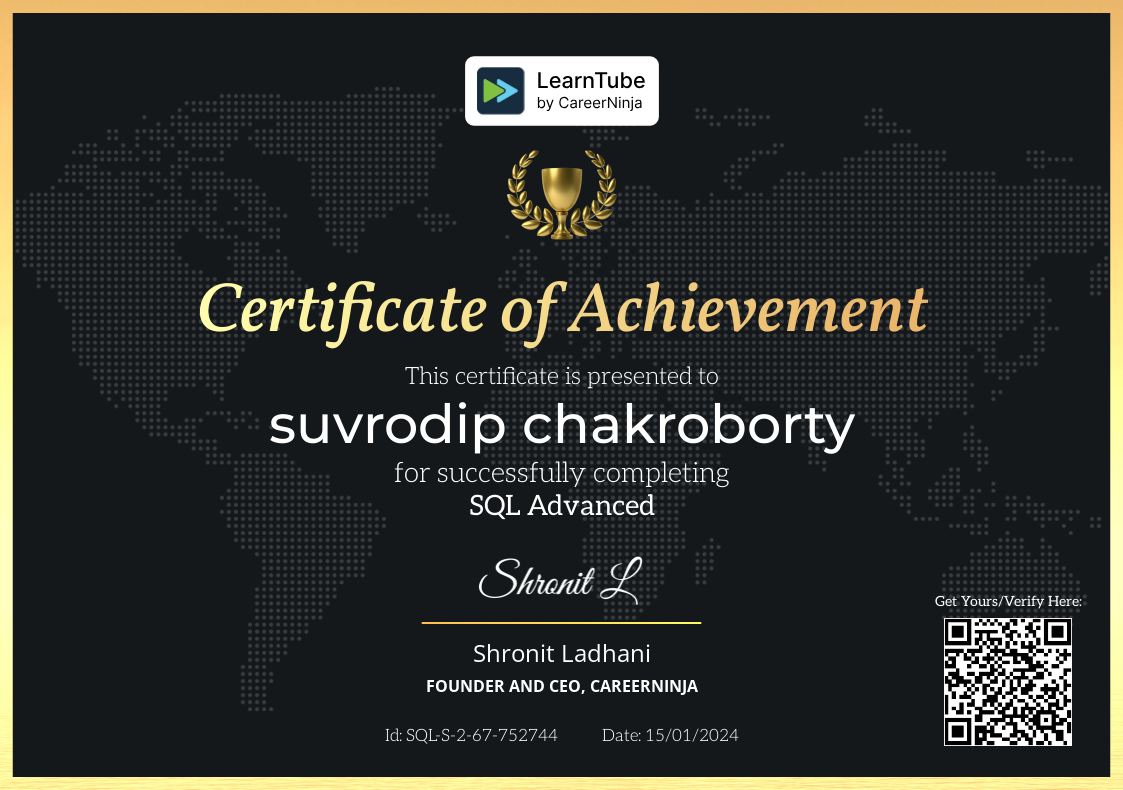 LearnTube
by CareerNinja
Certificate of Achievement
This certificate is presented to
suvrodip chakroborty
for successfully completing
SQL Advanced
Shronit L
Shronit Ladhani
FOUNDER AND CEO, CAREERNINJA
Get Yours/Verify Here:
Id: SQL-S-2-67-752744
Date: 15/01/2024